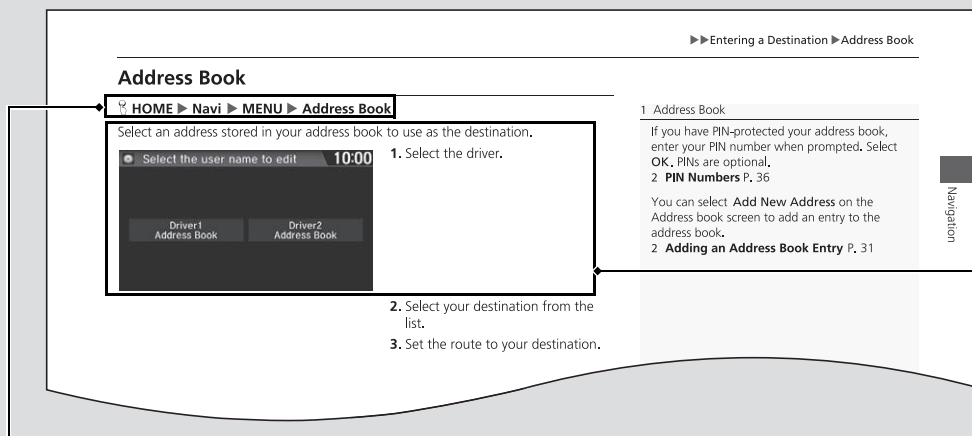 ▶▶Entering a Destination▶Address Book
Address Book
HOME ▶ Navi ▶ MENU ▶ Address Book
Select an address stored in your address book to use as the destination.
Select the user name to edit 10:00
Driver1
Address Book
Driver2
Address Book
1. Select the driver.
2. Select your destination from the
list.
3. Set the route to your destination.
1 Address Book
If you have PIN-protected your address book,
enter your PIN number when prompted. Select
OK. PINs are optional.
2 PIN Numbers P. 36
You can select Add New Address on the
Address book screen to add an entry to the
address book.
2 Adding an Address Book Entry P. 31
Navigation